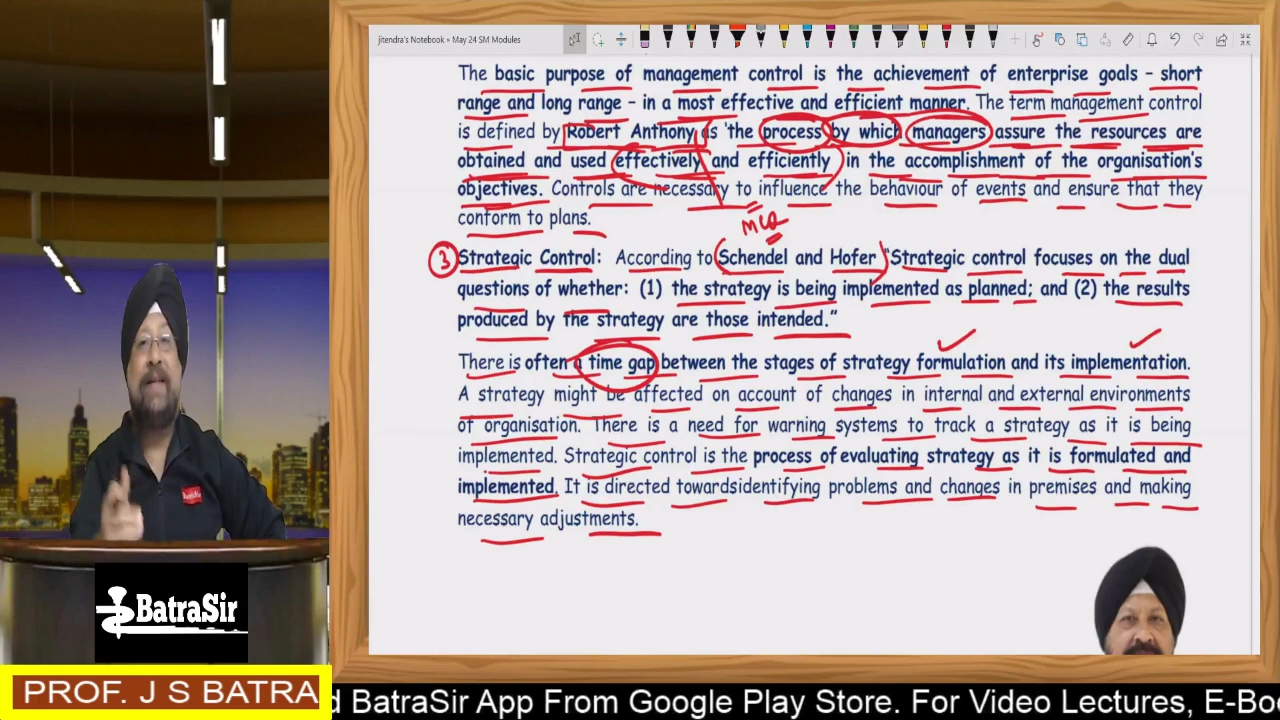 jitendra's Notebook » May 24 SM Modules
The basic purpose of management control is the achievement of enterprise goals – short
range and long range – in a most effective and efficient manner. The term management control
is defined by Robert Anthony as 'the process by which managers assure the resources are
obtained and used effectively and efficiently in the accomplishment of the organisation's
objectives. Controls are necessary to influence the behaviour of events and ensure that they
conform to plans.
MCQ
3 Strategic Control: According to Schendel and Hofer "Strategic control focuses on the dual
questions of whether: (1) the strategy is being implemented as planned; and (2) the results
produced by the strategy are those intended."
There is often a time gap between the stages of strategy formulation and its implementation.
A strategy might be affected on account of changes in internal and external environments
of organisation. There is a need for warning systems to track a strategy as it is being
implemented. Strategic control is the process of evaluating strategy as it is formulated and
implemented. It is directed towardsidentifying problems and changes in premises and making
necessary adjustments.
BatraSir
PROF. J S BATRA
d BatraSir App From Google Play Store. For Video Lectures, E-Bo